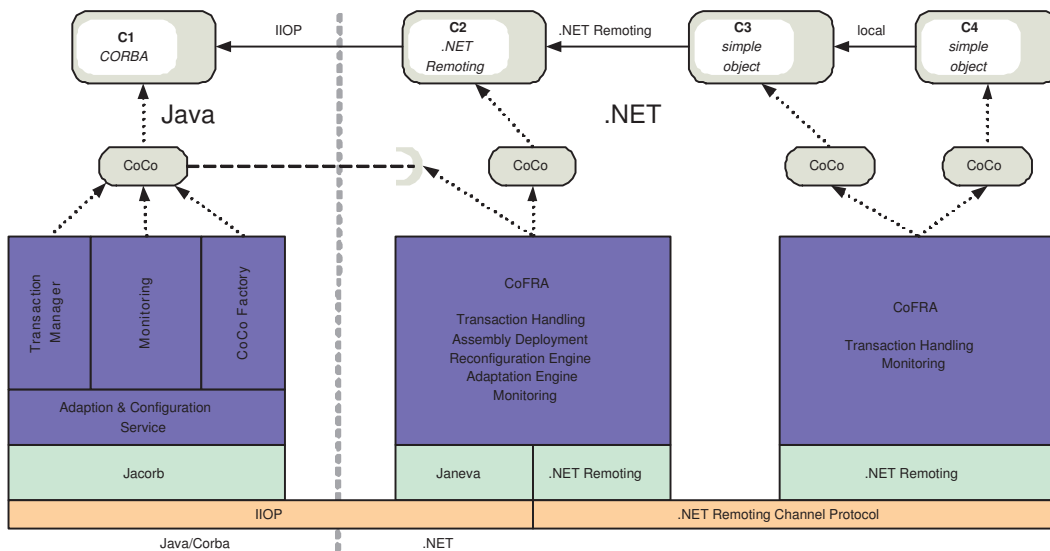 C1
CORBA
IIOP
C2
.NET
Remoting
.NET Remoting
C3
simple
object
local
C4
simple
object
Java
.NET
CoCo
CoCo
CoCo
CoCo
Transaction
Manager
Monitoring
CoCo Factory
Adaption & Configuration
Service
Jacorb
CoFRA
Transaction Handling
Assembly Deployment
Reconfiguration Engine
Adaptation Engine
Monitoring
Janeva
.NET Remoting
CoFRA
Transaction Handling
Monitoring
.NET Remoting
IIOP
.NET Remoting Channel Protocol
Java/Corba
.NET